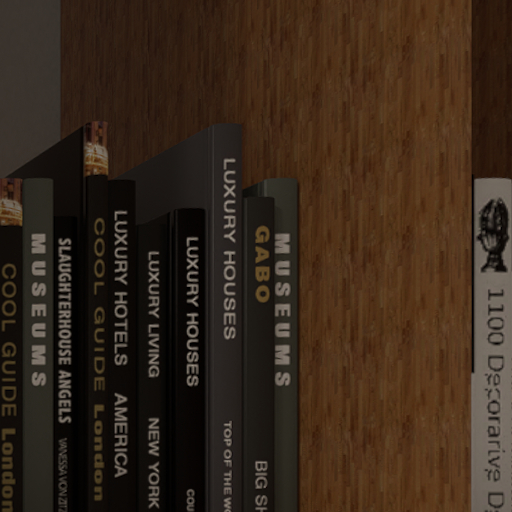 COOL GUIDE London
MUSEUMS
SLAUGHTERHOUSE ANGELS
COOL GUIDE London
LUXURY HOTELS AMERICA
LUXURY LIVING NEW YORK
LUXURY HOUSES
LUXURY HOUSES TOP OF THE
GABO BIG
MUSEUMS
1100 Decorative